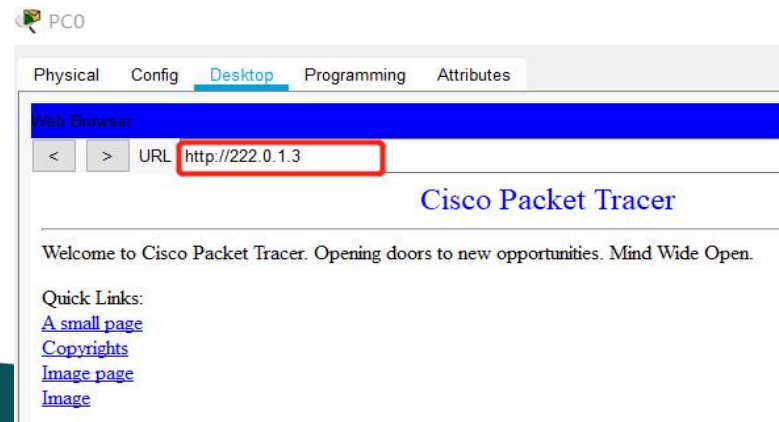 PC0
Physical Config Desktop Programming Attributes
Web Browser
< > URL http://222.0.1.3
Cisco Packet Tracer
Welcome to Cisco Packet Tracer. Opening doors to new opportunities. Mind Wide Open.
Quick Links:
A small page
Copyrights
Image page
Image